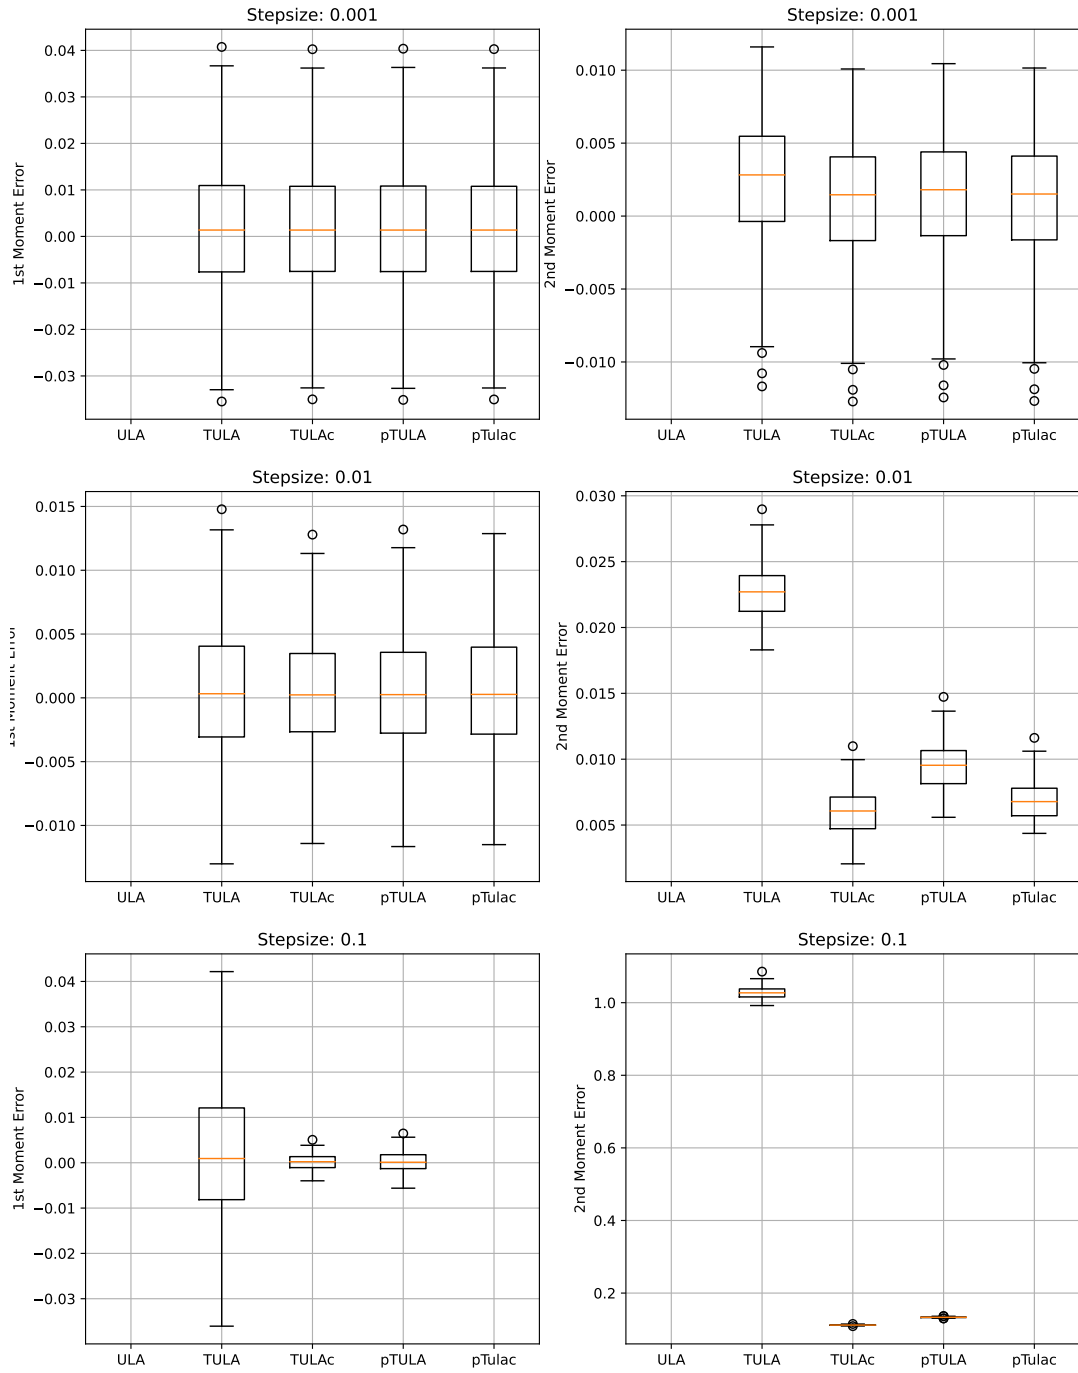 Stepsize: 0.001
1st Moment Error
0.04
0.03
0.02
0.01
0.00
−0.01
−0.02
−0.03
ULA TULA TULAc pTULA pTulac
Stepsize: 0.001
2nd Moment Error
0.010
0.005
0.000
−0.005
−0.010
ULA TULA TULAc pTULA pTulac
Stepsize: 0.01
1st Moment Error
0.015
0.010
0.005
0.000
−0.005
−0.010
ULA TULA TULAc pTULA pTulac
Stepsize: 0.01
2nd Moment Error
0.030
0.025
0.020
0.015
0.010
0.005
ULA TULA TULAc pTULA pTulac
Stepsize: 0.1
1st Moment Error
0.04
0.03
0.02
0.01
0.00
−0.01
−0.02
−0.03
ULA TULA TULAc pTULA pTulac
Stepsize: 0.1
2nd Moment Error
1.0
0.8
0.6
0.4
0.2
ULA TULA TULAc pTULA pTulac